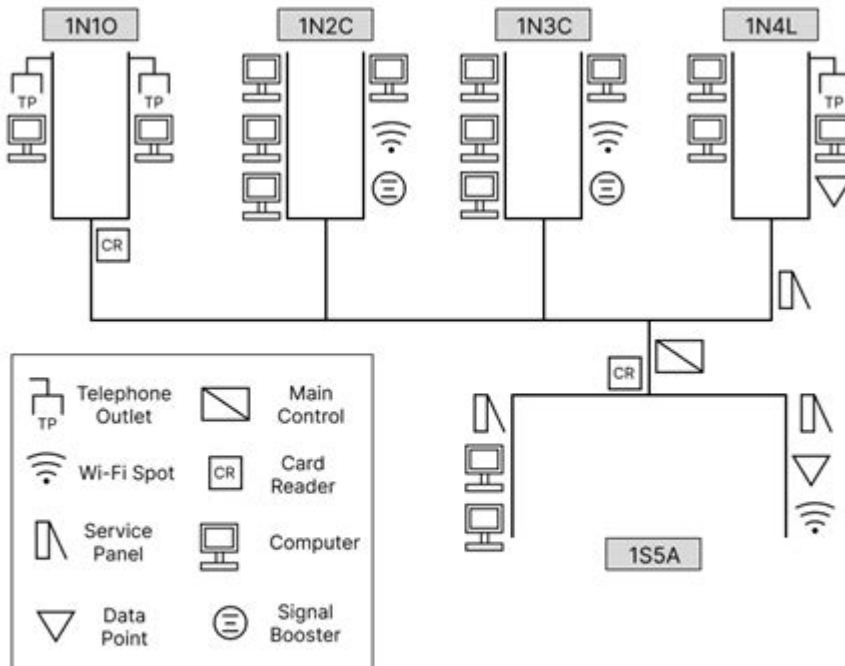 1N1O
1N2C
1N3C
1N4L
TP
TP
TP
CR
CR
Telephone
Outlet
TP
Main
Control
Wi-Fi Spot
CR
Card
Reader
Service
Panel
Computer
Data
Point
Signal
Booster
1S5A